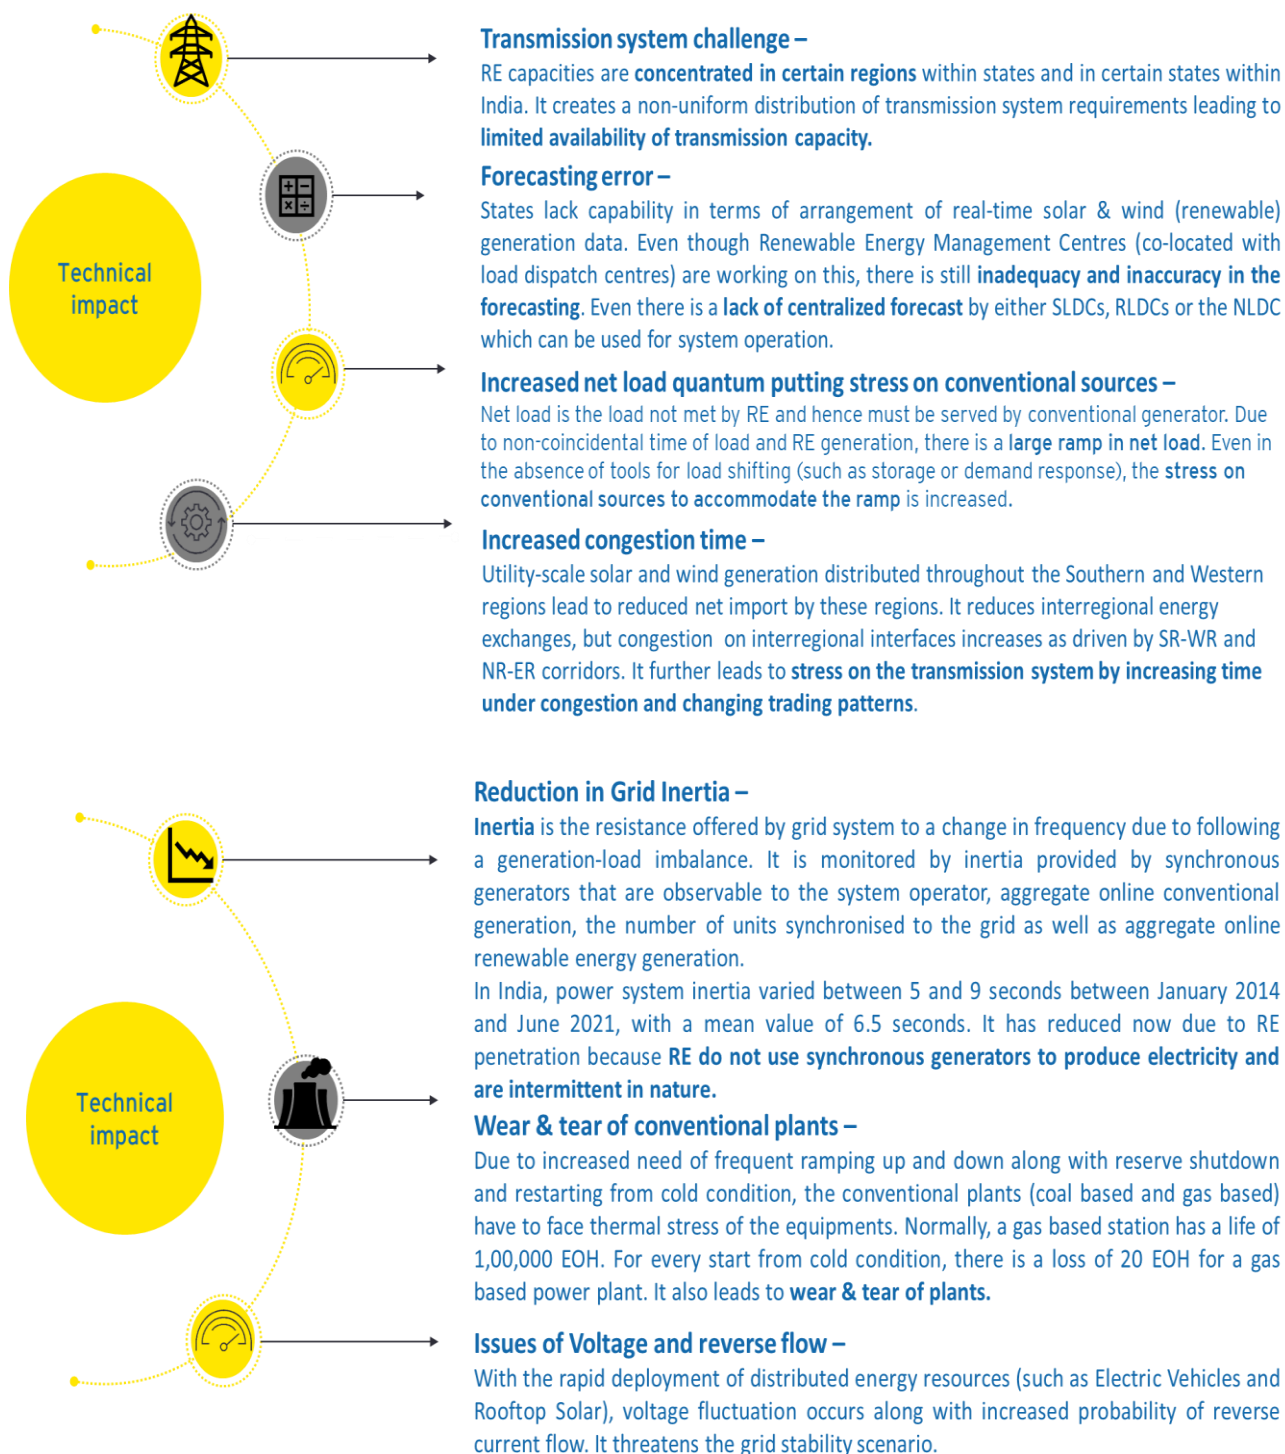 Transmission system challenge –
RE capacities are concentrated in certain regions within states and in certain states within
India. It creates a non-uniform distribution of transmission system requirements leading to
limited availability of transmission capacity.
Forecasting error –
States lack capability in terms of arrangement of real-time solar & wind (renewable)
generation data. Even though Renewable Energy Management Centres (co-located with
load dispatch centres) are working on this, there is still inadequacy and inaccuracy in the
forecasting. Even there is a lack of centralized forecast by either SLDCs, RLDCs or the NLDC
which can be used for system operation.
Technical
impact
Increased net load quantum putting stress on conventional sources –
Net load is the load not met by RE and hence must be served by conventional generator. Due
to non-coincidental time of load and RE generation, there is a large ramp in net load. Even in
the absence of tools for load shifting (such as storage or demand response), the stress on
conventional sources to accommodate the ramp is increased.
Increased congestion time –
Utility-scale solar and wind generation distributed throughout the Southern and Western
regions lead to reduced net import by these regions. It reduces interregional energy
exchanges, but congestion on interregional interfaces increases as driven by SR-WR and
NR-ER corridors. It further leads to stress on the transmission system by increasing time
under congestion and changing trading patterns.
Reduction in Grid Inertia –
Inertia is the resistance offered by grid system to a change in frequency due to following
a generation-load imbalance. It is monitored by inertia provided by synchronous
generators that are observable to the system operator, aggregate online conventional
generation, the number of units synchronised to the grid as well as aggregate online
renewable energy generation.
In India, power system inertia varied between 5 and 9 seconds between January 2014
and June 2021, with a mean value of 6.5 seconds. It has reduced now due to RE
penetration because RE do not use synchronous generators to produce electricity and
are intermittent in nature.
Technical
impact
Wear & tear of conventional plants –
Due to increased need of frequent ramping up and down along with reserve shutdown
and restarting from cold condition, the conventional plants (coal based and gas based)
have to face thermal stress of the equipments. Normally, a gas based station has a life of
1,00,000 EOH. For every start from cold condition, there is a loss of 20 EOH for a gas
based power plant. It also leads to wear & tear of plants.
Issues of Voltage and reverse flow –
With the rapid deployment of distributed energy resources (such as Electric Vehicles and
Rooftop Solar), voltage fluctuation occurs along with increased probability of reverse
current flow. It threatens the grid stability scenario.